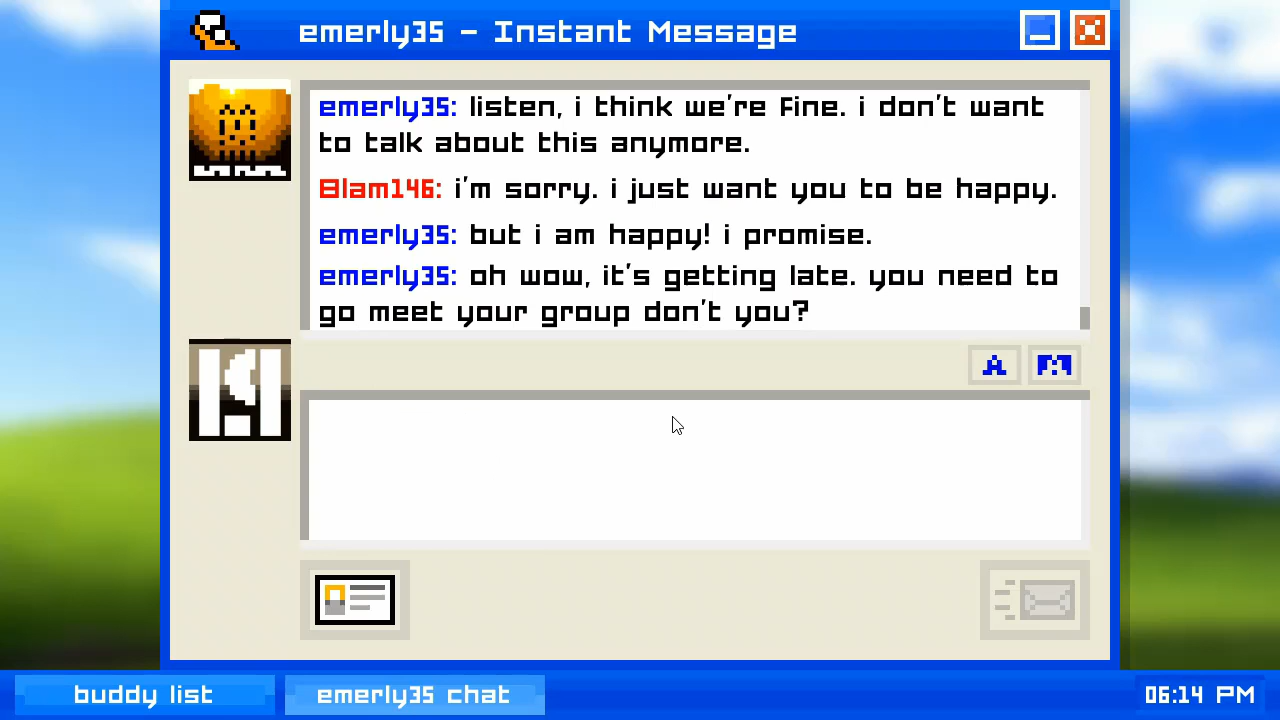 emerly35 - Instant Message
emerly35: listen, i think we're fine. i don't want
to talk about this anymore.
Blam146: i'm sorry. i just want you to be happy.
emerly35: but i am happy! i promise.
emerly35: oh wow, it's getting late. you need to
go meet your group don't you?
A
buddy list
emerly35 chat
06:14 PM